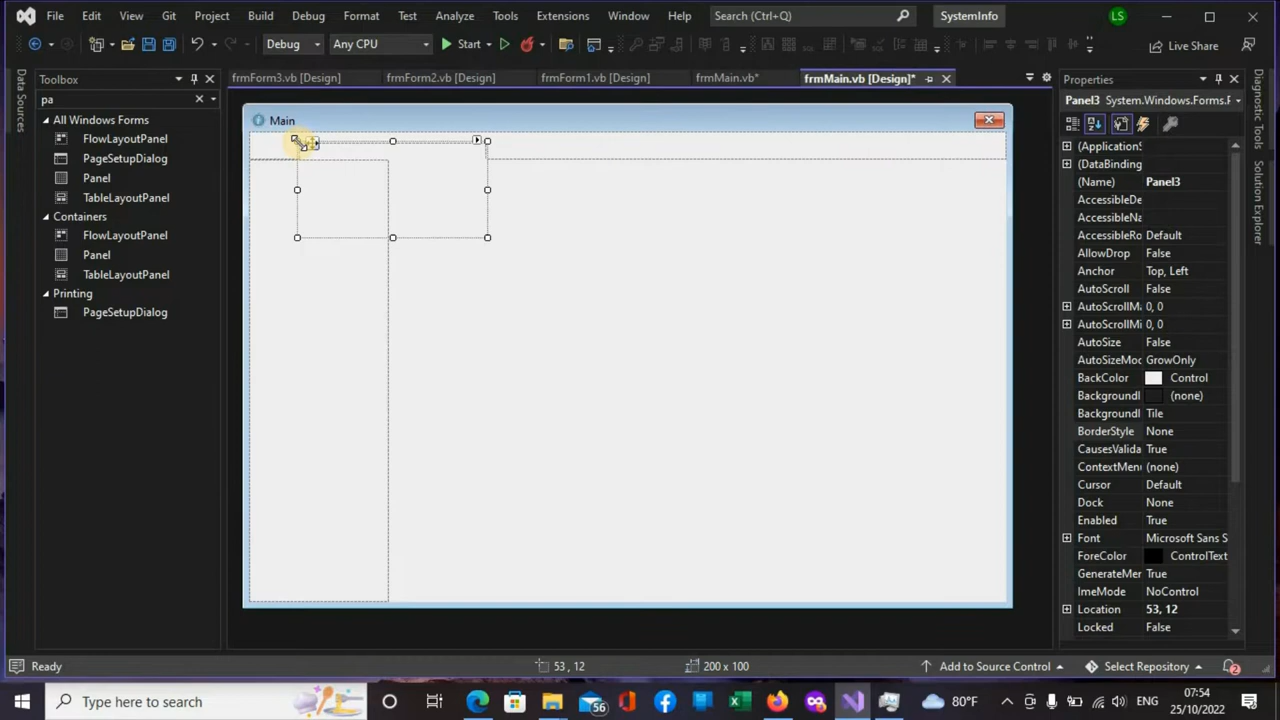 File Edit View Git Project Build Debug Format Test Analyze Tools Extensions Window Help Search (Ctrl+Q) SystemInfo LS
Debug Any CPU Start Live Share
Data Sources
Toolbox
pa
All Windows Forms
FlowLayoutPanel
PageSetupDialog
Panel
TableLayoutPanel
Containers
FlowLayoutPanel
Panel
TableLayoutPanel
Printing
PageSetupDialog
frmForm3.vb [Design] frmForm2.vb [Design] frmForm1.vb [Design] frmMain.vb* frmMain.vb [Design]*
Main
Properties
Panel3 System.Windows.Forms.F
(ApplicationS
(DataBinding
(Name) Panel3
AccessibleDe
AccessibleNa
AccessibleRo Default
AllowDrop False
Anchor Top, Left
AutoScroll False
AutoScrollMa 0, 0
AutoScrollMi 0, 0
AutoSize False
AutoSizeMod GrowOnly
BackColor Control
BackgroundI (none)
BackgroundI Tile
BorderStyle None
CausesValida True
ContextMen (none)
Cursor Default
Dock None
Enabled True
Font Microsoft Sans S
ForeColor ControlText
GenerateMer True
ImeMode NoControl
Location 53, 12
Locked False
Diagnostic Tools
Solution Explorer
Ready 53 , 12 200 x 100 Add to Source Control Select Repository 2
Type here to search 56 80°F ENG 07:54
25/10/2022